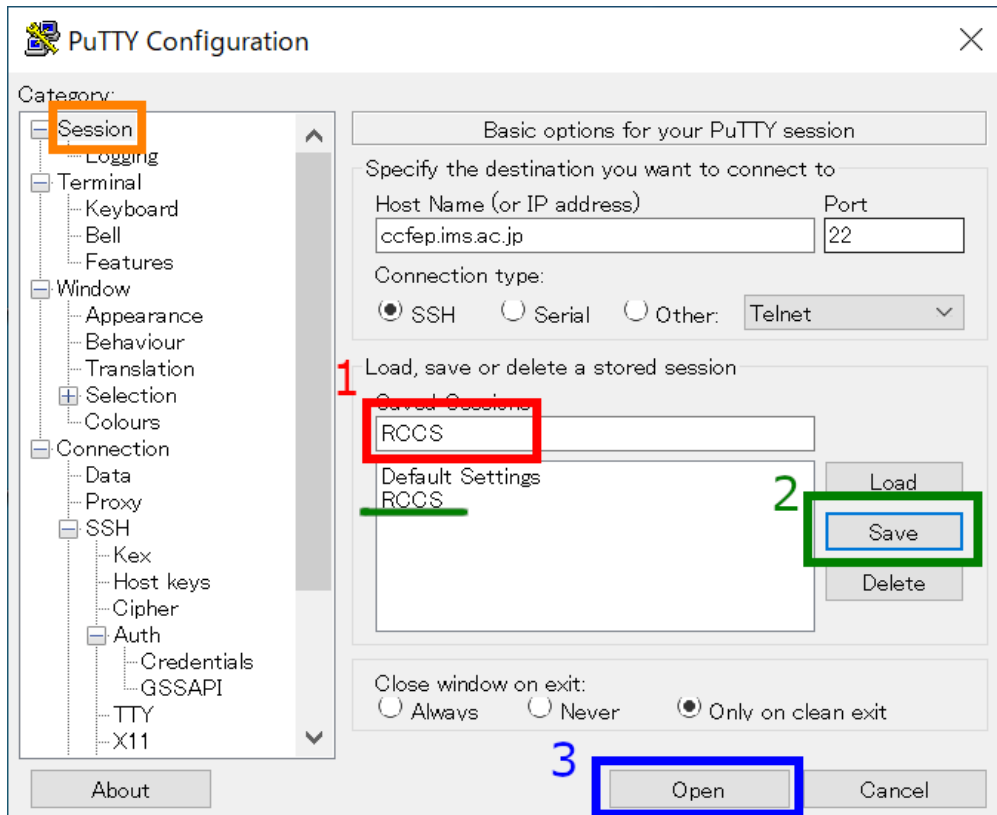 PuTTY Configuration
Category:
Session
Logging
Terminal
Keyboard
Bell
Features
Window
Appearance
Behaviour
Translation
Selection
Colours
Connection
Data
Proxy
SSH
Kex
Host keys
Cipher
Auth
Credentials
GSSAPI
TTY
X11
Basic options for your PuTTY session
Specify the destination you want to connect to
Host Name (or IP address) Port
ccfep.ims.ac.jp 22
Connection type:
SSH Serial Other: Telnet
Load, save or delete a stored session
1
Saved Sessions
RCCS
Default Settings
RCCS
Load
2
Save
Delete
Close window on exit:
Always Never Only on clean exit
3
About Open Cancel